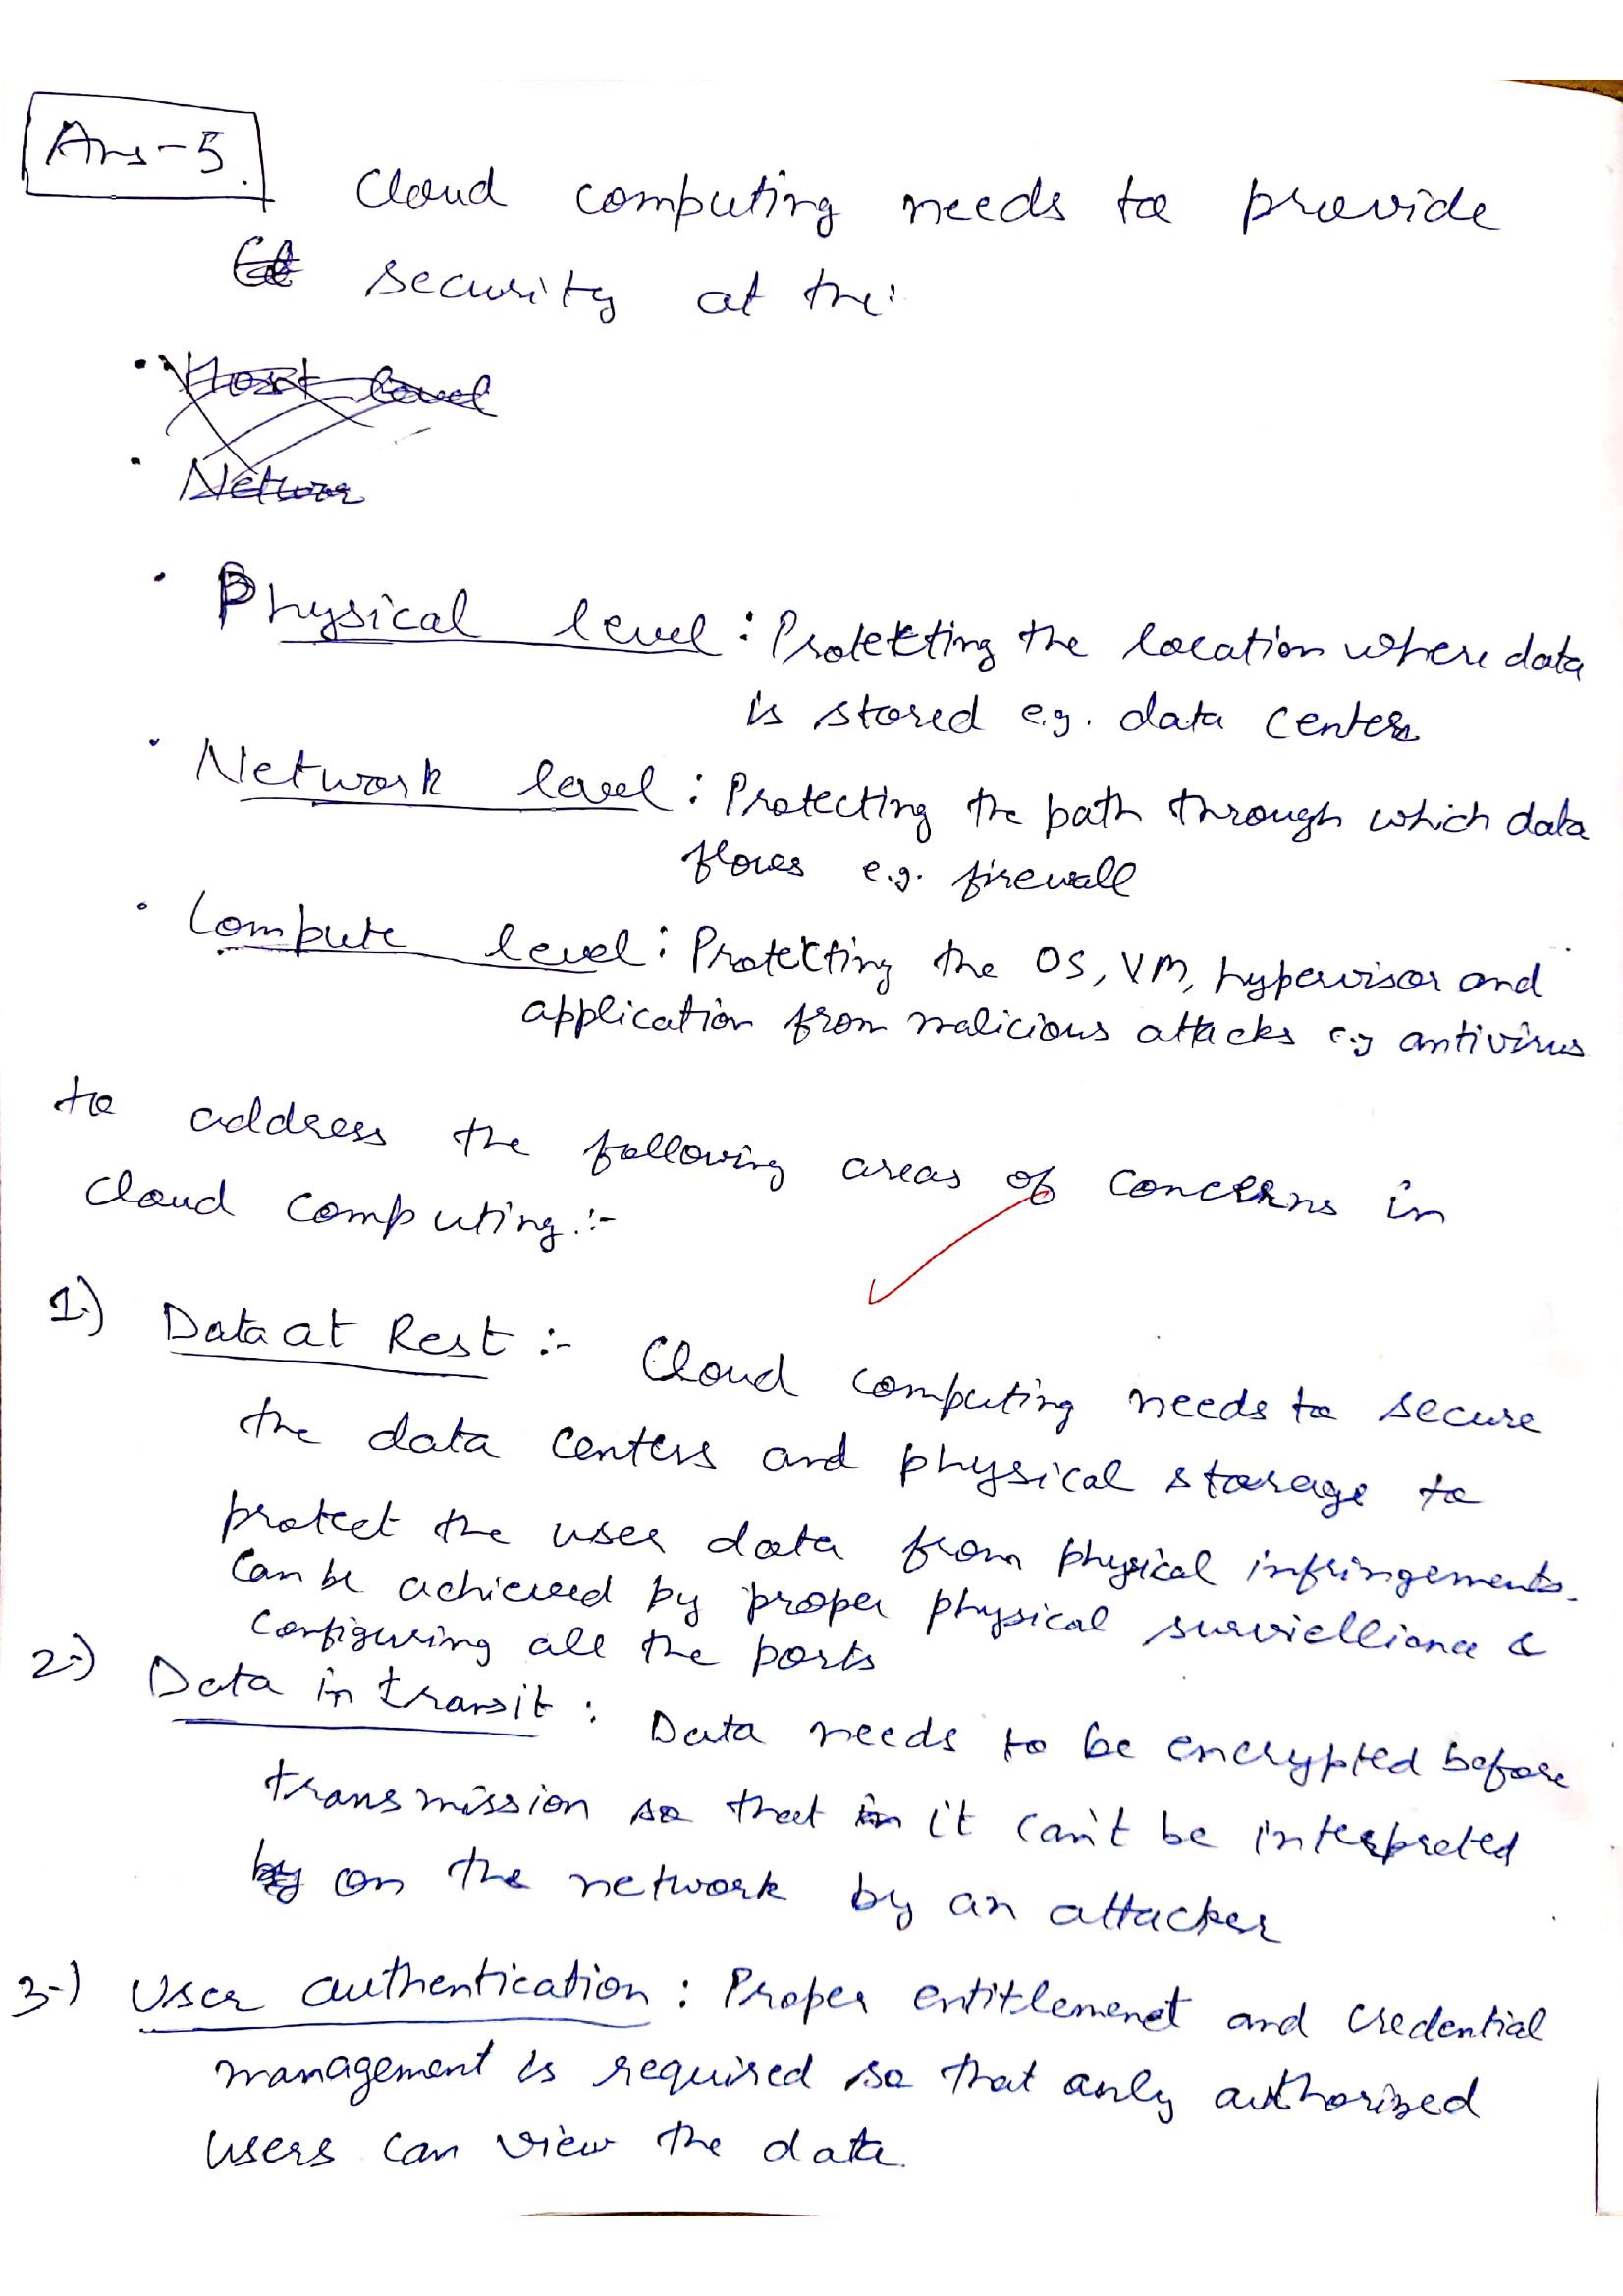 Ans-5.
Cloud computing needs to provide
security at the:
Host level
Networ
Physical level : Protekting the location where data
is stored e.g. data centers
Network level : Protecting the path through which data
flows e.g. firewall
Compute level : Protecting the OS, VM, hypervisor and
application from malicious attacks e.g antivirus
to address the following areas of concerns in
cloud computing :-
1.) Data at Rest :- Cloud computing needs to secure
the data centers and physical storage to
protect the user data from physical infringements.
Can be achieved by proper physical survielliance &
configuring all the ports
2.) Data in transit : Data needs to be encrypted before
transmission so that it can't be interpreted
on the network by an attacker
3-) User authentication : Proper entitlemenet and credential
management is required so that only authorized
users can view the data.